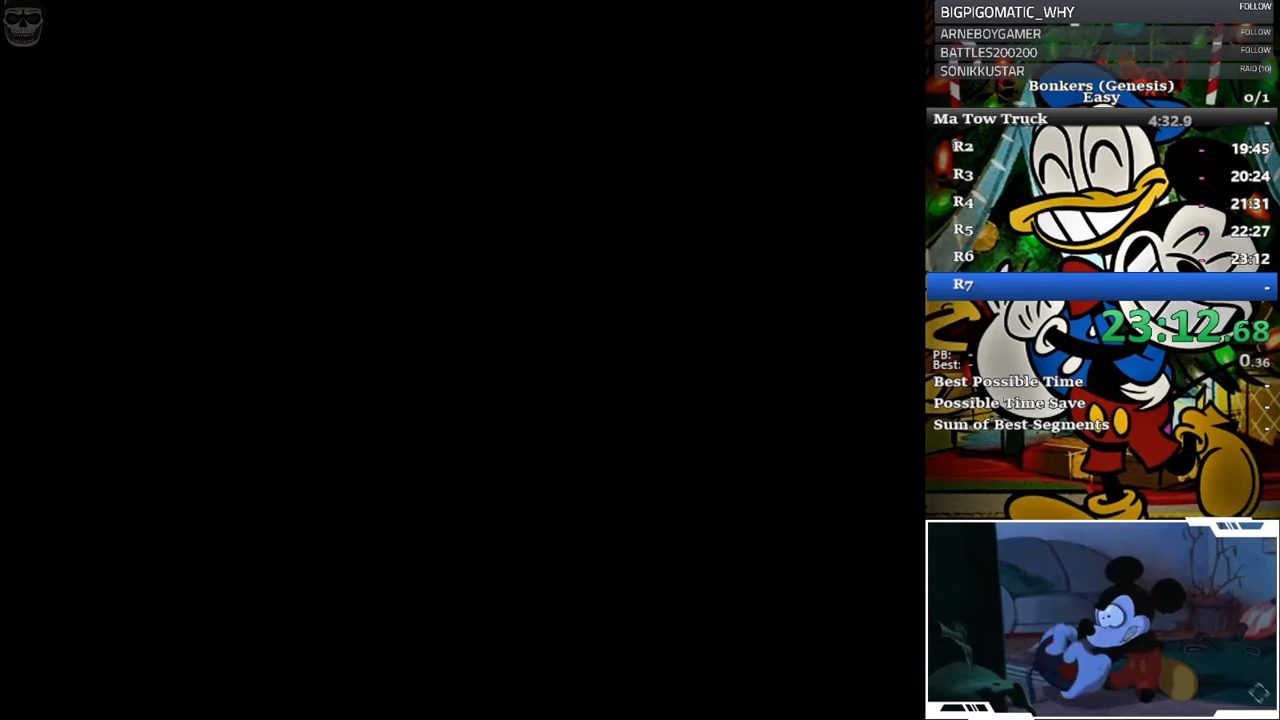 BIGPIGOMATIC_WHY FOLLOW
ARNEBOYGAMER FOLLOW
BATTLES200200 FOLLOW
SONIKKUSTAR RAID (10)
Bonkers (Genesis)
Easy 0/1
Ma Tow Truck 4:32.9 -
R2 - 19:45
R3 - 20:24
R4 - 21:31
R5 - 22:27
R6 - 23:12
R7 -
23:12.68
PB: -
Best: - 0.36
Best Possible Time -
Possible Time Save -
Sum of Best Segments -